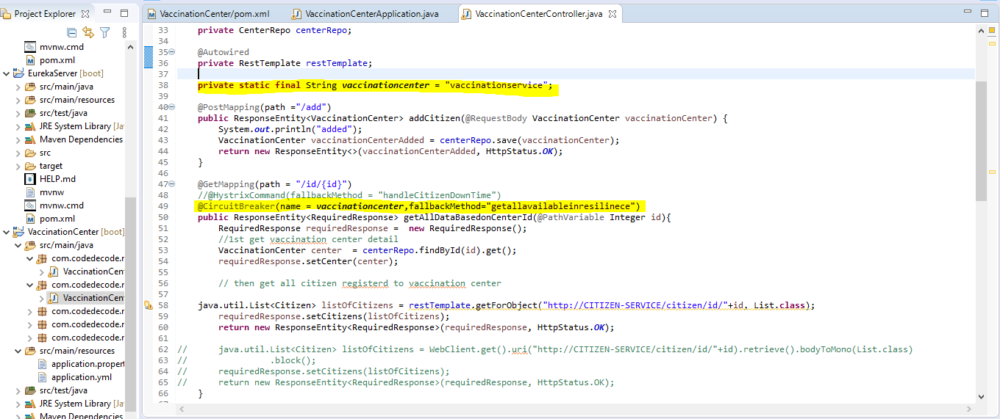 Project Explorer
mvnw.cmd
pom.xml
EurekaServer [boot]
src/main/java
src/main/resources
src/test/java
JRE System Library [Ja
Maven Dependencies
src
target
HELP.md
mvnw
mvnw.cmd
pom.xml
VaccinationCenter [boot]
src/main/java
com.codedecode.r
VaccinationCent
com.codedecode.r
VaccinationCent
com.codedecode.r
com.codedecode.r
com.codedecode.r
src/main/resources
application.propert
application.yml
src/test/java
JRE System Library [Ja
Maven Dependencies
VaccinationCenter/pom.xml VaccinationCenterApplication.java VaccinationCenterController.java
33 private CenterRepo centerRepo;
34
35 @Autowired
36 private RestTemplate restTemplate;
37
38 private static final String vaccinationcenter = "vaccinationservice";
39
40 @PostMapping(path ="/add")
41 public ResponseEntity<VaccinationCenter> addCitizen(@RequestBody VaccinationCenter vaccinationCenter) {
42 System.out.println("added");
43 VaccinationCenter vaccinationCenterAdded = centerRepo.save(vaccinationCenter);
44 return new ResponseEntity<>(vaccinationCenterAdded, HttpStatus.OK);
45 }
46
47 @GetMapping(path = "/id/{id}")
48 //@HystrixCommand(fallbackMethod = "handleCitizenDownTime")
49 @CircuitBreaker(name = vaccinationcenter,fallbackMethod="getallavailableinresilinece")
50 public ResponseEntity<RequiredResponse> getAllDataBasedonCenterId(@PathVariable Integer id){
51 RequiredResponse requiredResponse = new RequiredResponse();
52 //1st get vaccination center detail
53 VaccinationCenter center = centerRepo.findById(id).get();
54 requiredResponse.setCenter(center);
55
56 // then get all citizen registerd to vaccination center
57
58 java.util.List<Citizen> listOfCitizens = restTemplate.getForObject("http://CITIZEN-SERVICE/citizen/id/"+id, List.class);
59 requiredResponse.setCitizens(listOfCitizens);
60 return new ResponseEntity<RequiredResponse>(requiredResponse, HttpStatus.OK);
61
62 // java.util.List<Citizen> listOfCitizens = WebClient.get().uri("http://CITIZEN-SERVICE/citizen/id/"+id).retrieve().bodyToMono(List.class)
63 // .block();
64 // requiredResponse.setCitizens(listOfCitizens);
65 // return new ResponseEntity<RequiredResponse>(requiredResponse, HttpStatus.OK);
66 }